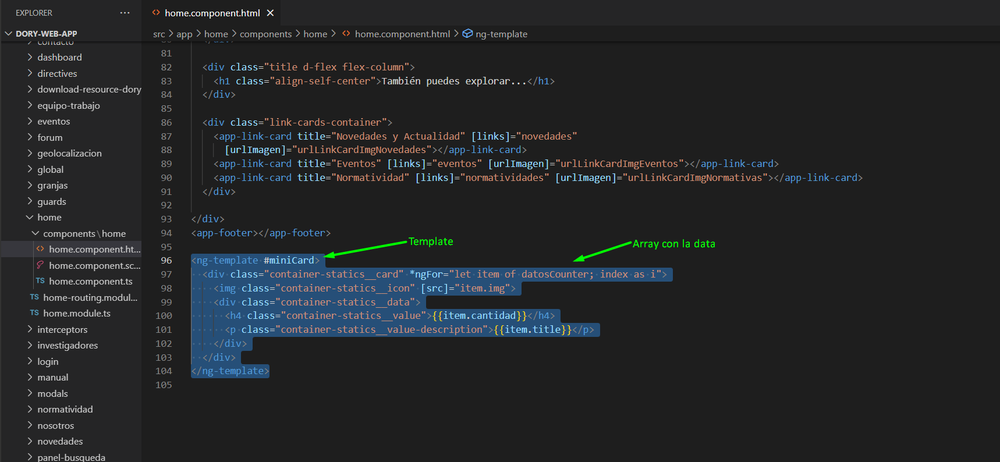 EXPLORER
···
DORY-WEB-APP
contacto
dashboard
directives
download-resource-dory
equipo-trabajo
eventos
forum
geolocalizacion
global
granjas
guards
home
components\home
home.component.ht...
home.component.sc...
TS home.component.ts
TS home-routing.modul...
TS home.module.ts
interceptors
investigadores
login
manual
modals
normatividad
nosotros
novedades
panel-busqueda
home.component.html
src > app > home > components > home > home.component.html > ng-template
80 </div>
81
82 <div class="title d-flex flex-column">
83 <h1 class="align-self-center">También puedes explorar...</h1>
84 </div>
85
86 <div class="link-cards-container">
87 <app-link-card title="Novedades y Actualidad" [links]="novedades"
88 [urlImagen]="urlLinkCardImgNovedades"></app-link-card>
89 <app-link-card title="Eventos" [links]="eventos" [urlImagen]="urlLinkCardImgEventos"></app-link-card>
90 <app-link-card title="Normatividad" [links]="normatividades" [urlImagen]="urlLinkCardImgNormativas"></app-link-card>
91 </div>
92
93 </div>
94 <app-footer></app-footer>
95
Template
Array con la data
96 <ng-template #miniCard>
97 <div class="container-statics__card" *ngFor="let item of datosCounter; index as i">
98 <img class="container-statics__icon" [src]="item.img">
99 <div class="container-statics__data">
100 <h4 class="container-statics__value">{{item.cantidad}}</h4>
101 <p class="container-statics__value-description">{{item.title}}</p>
102 </div>
103 </div>
104 </ng-template>
105